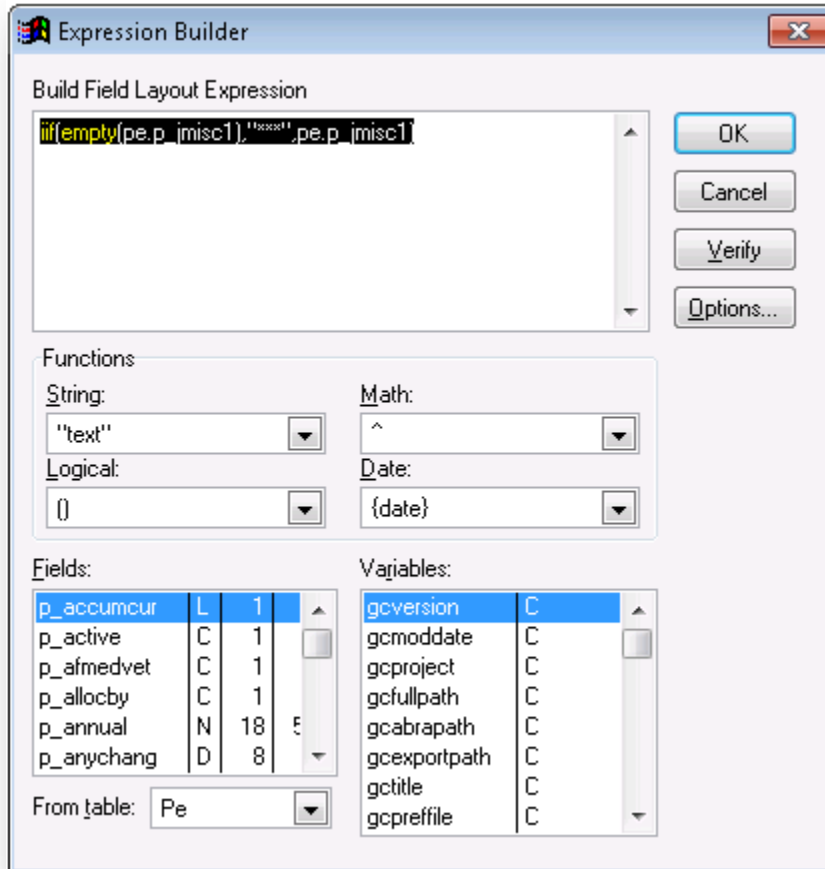 Expression Builder
Build Field Layout Expression
iif(empty(pe.p_jmisc1),"***",pe.p_jmisc1)
OK
Cancel
Verify
Options...
Functions
String:
Math:
"text"
^
Logical:
Date:
()
{date}
Fields:
Variables:
p_accumcur L 1
gcversion C
p_active C 1
gcmoddate C
p_afmedvet C 1
gcproject C
p_allocby C 1
gcfullpath C
p_annual N 18 5
gcabrapath C
p_anychang D 8
gcexportpath C
gctitle C
gcpreffile C
From table: Pe